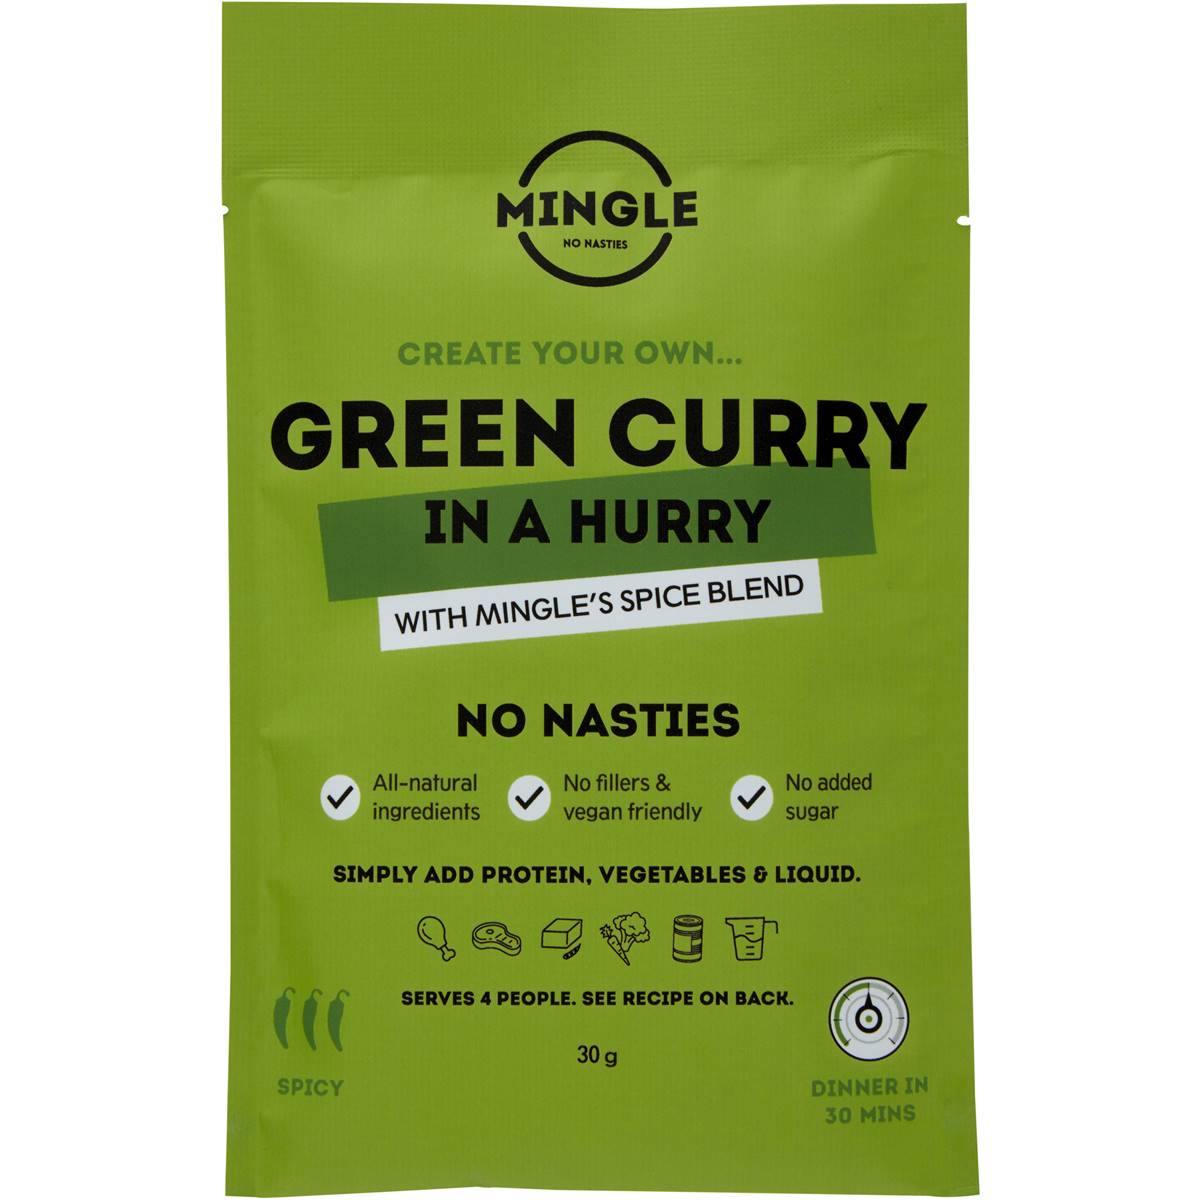 MINGLE
NO NASTIES
CREATE YOUR OWN...
GREEN CURRY
IN A HURRY
WITH MINGLE'S SPICE BLEND
NO NASTIES
All-natural
ingredients
No fillers &
vegan friendly
No added
sugar
SIMPLY ADD PROTEIN, VEGETABLES & LIQUID.
SERVES 4 PEOPLE. SEE RECIPE ON BACK.
30 g
SPICY
DINNER IN
30 MINS